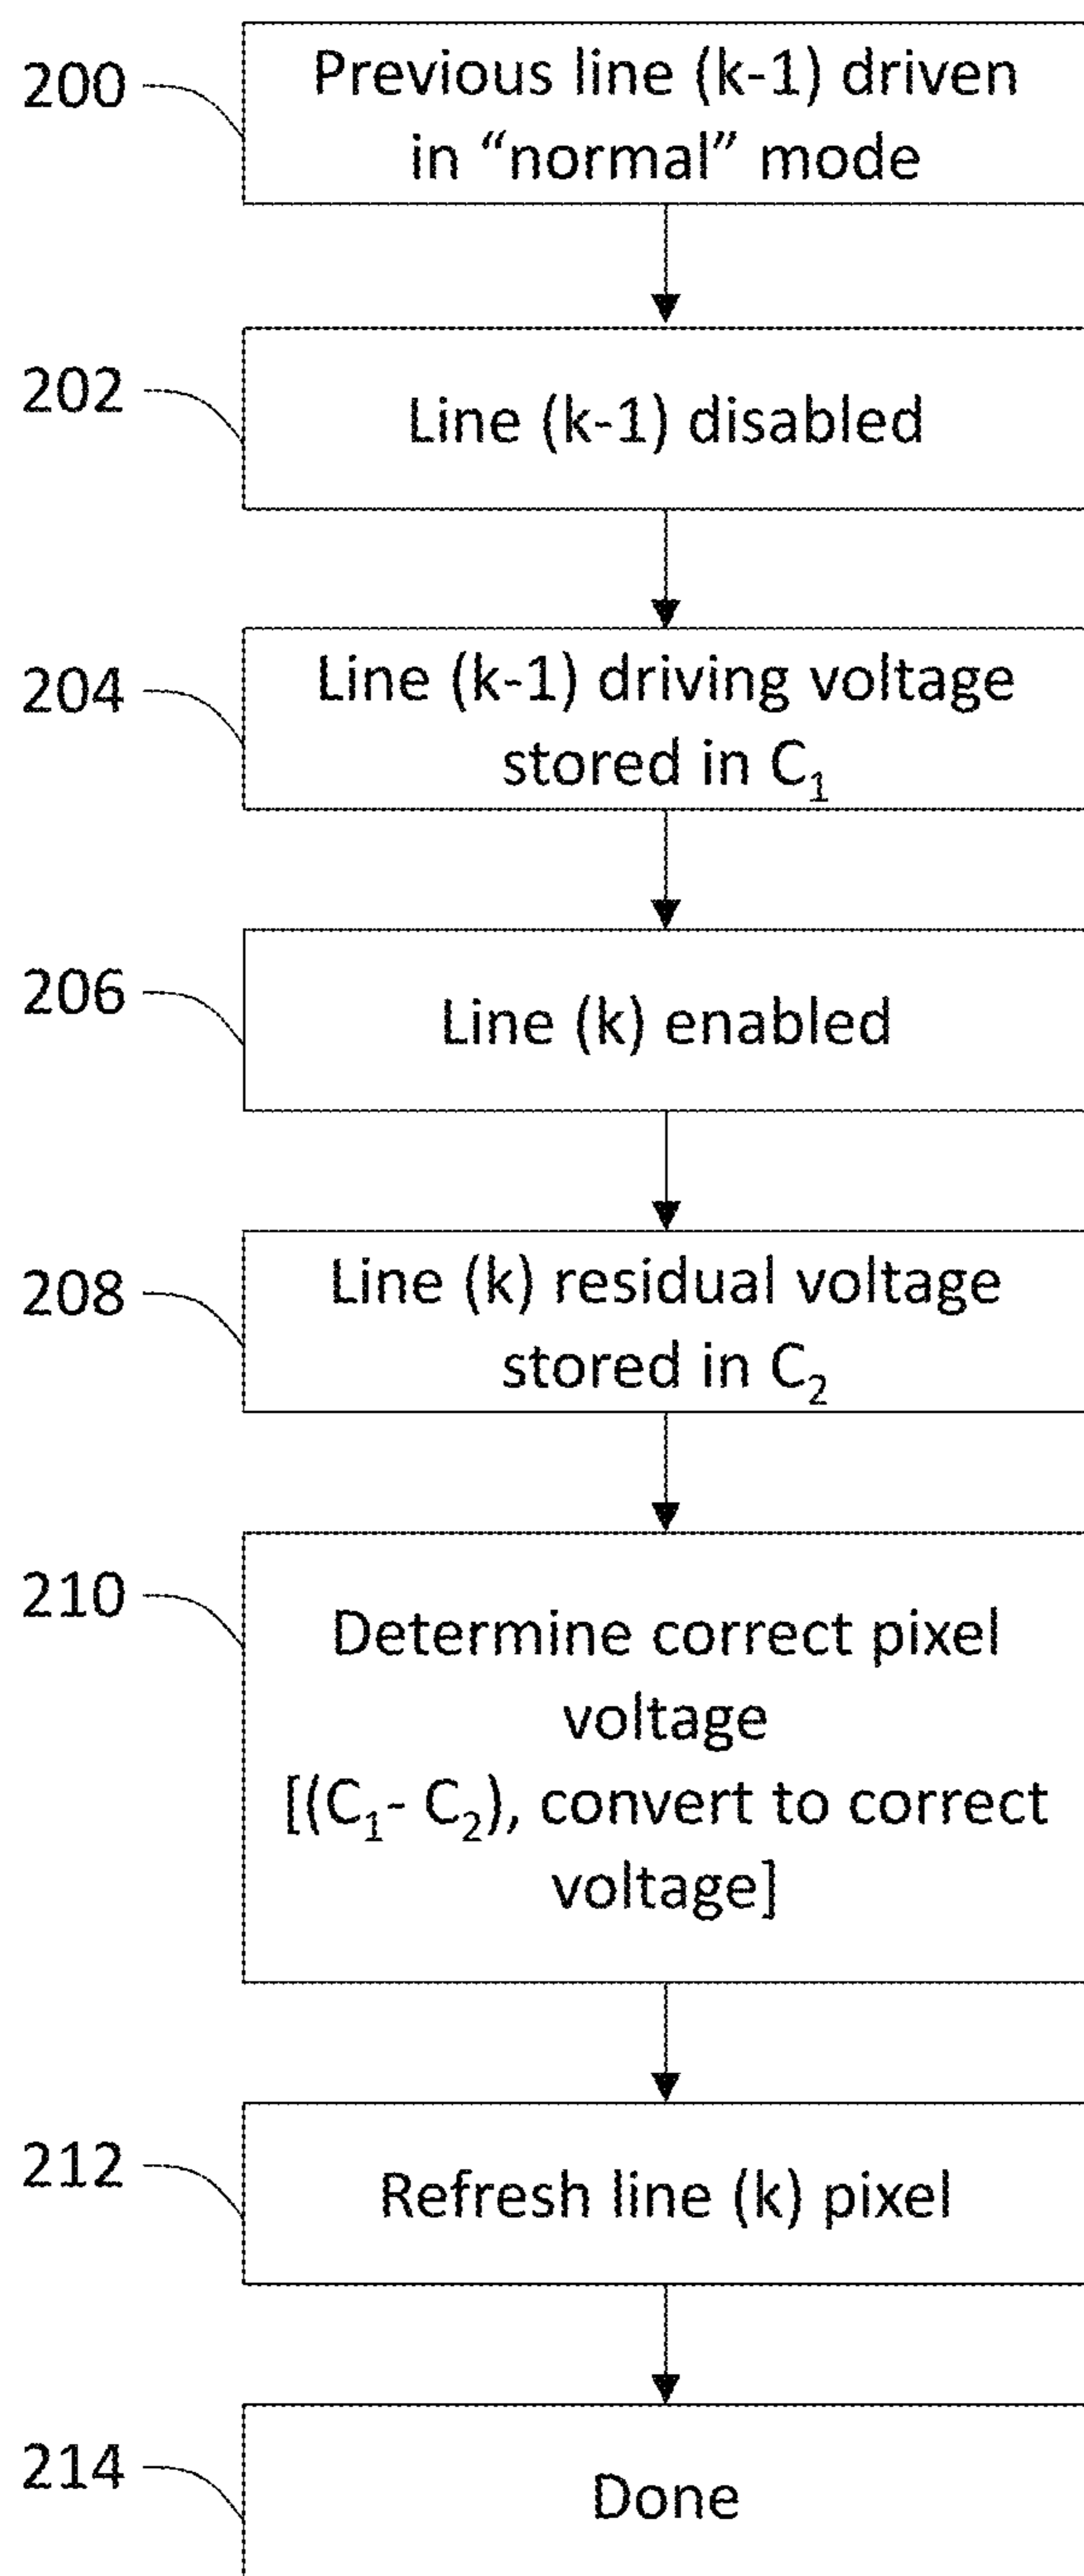 200
Previous line (k-1) driven
in “normal” mode
202
Line (k-1) disabled
204
Line (k-1) driving voltage
stored in C₁
206
Line (k) enabled
208
Line (k) residual voltage
stored in C₂
210
Determine correct pixel
voltage
[(C₁- C₂), convert to correct
voltage]
212
Refresh line (k) pixel
214
Done